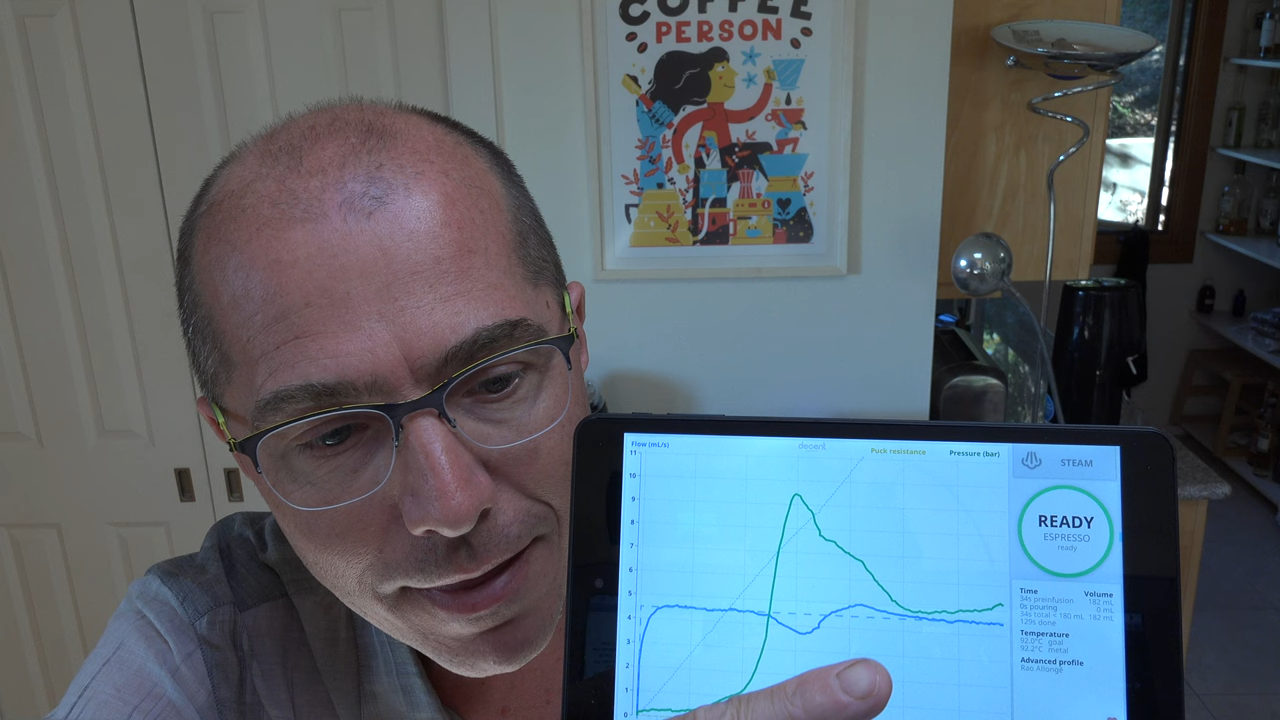 COFFEE
PERSON
Flow (mL/s)
decent
Puck resistance
Pressure (bar)
11
10
9
8
7
6
5
4
3
2
1
0
STEAM
READY
ESPRESSO
ready
Time Volume
34s preinfusion 182 mL
0s pouring 0 mL
34s total < 180 mL 182 mL
129s done
Temperature
92.0°C goal
92.2°C metal
Advanced profile
Rao Allongé